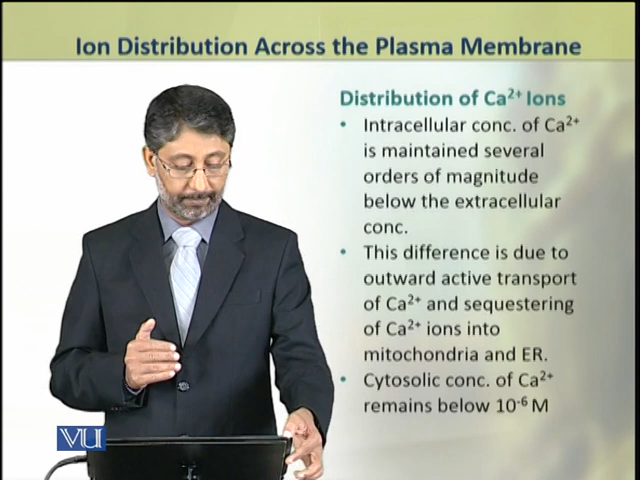 Ion Distribution Across the Plasma Membrane
Distribution of Ca²⁺ Ions
• Intracellular conc. of Ca²⁺
is maintained several
orders of magnitude
below the extracellular
conc.
• This difference is due to
outward active transport
of Ca²⁺ and sequestering
of Ca²⁺ ions into
mitochondria and ER.
• Cytosolic conc. of Ca²⁺
remains below 10⁻⁶ M
VU